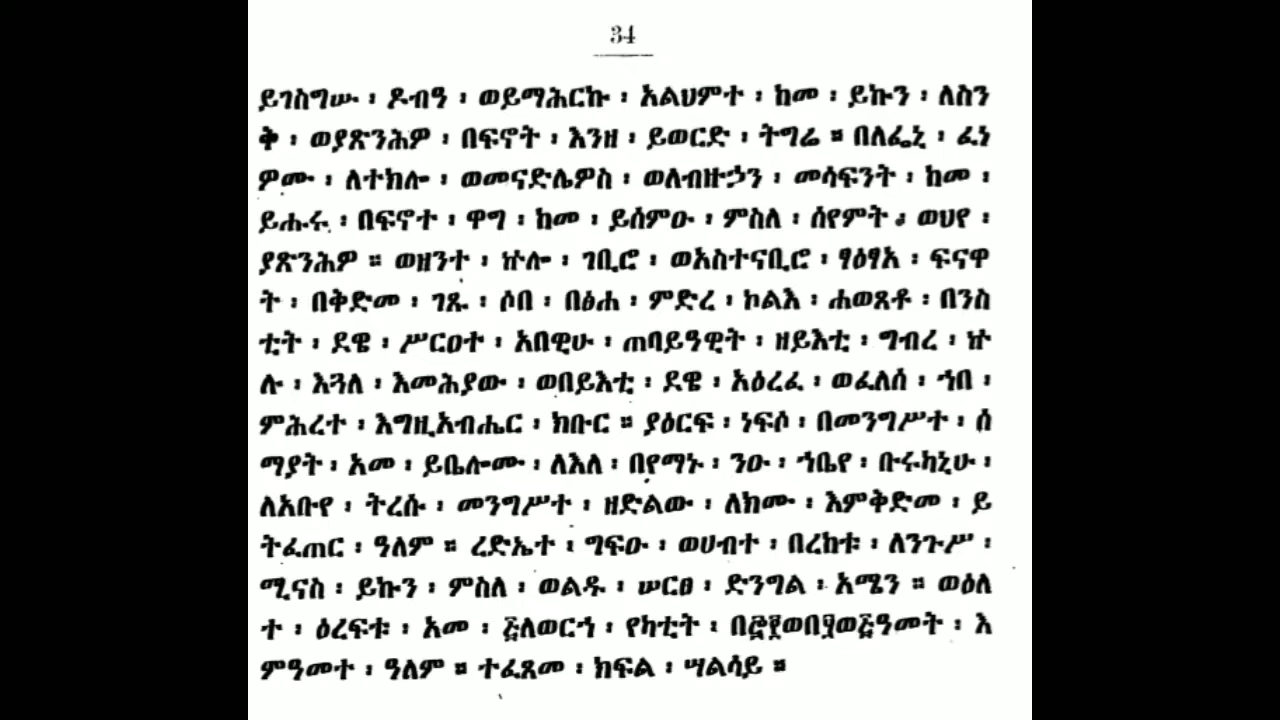 34
ይገስግሡ ፡ ዶብዓ ፡ ወይማሕርኩ ፡ አልህምተ ፡ ከመ ፡ ይኩን ፡ ለስን
ቅ ፡ ወያጽንሕዎ ፡ በፍኖት ፡ እንዘ ፡ ይወርድ ፡ ትግሬ ። በለፌኒ ፡ ፈነ
ዎሙ ፡ ለተክሎ ፡ ወመናድሌዎስ ፡ ወለብዙኃን ፡ መሳፍንት ፡ ከመ ፡
ይሑሩ ፡ በፍኖተ ፡ ዋግ ፡ ከመ ፡ ይሰምዑ ፡ ምስለ ፡ ሰየምት ፡ ወህየ ፡
ያጽንሕዎ ። ወዘንተ ፡ ኵሎ ፡ ገቢሮ ፡ ወአስተናቢሮ ፡ ፃዕፃአ ፡ ፍናዋ
ት ፡ በቅድመ ፡ ገጹ ፡ ሶበ ፡ በፅሐ ፡ ምድረ ፡ ኮልእ ፡ ሐወጸቶ ፡ በንስ
ቲት ፡ ደዌ ፡ ሥርዐተ ፡ አበዊሁ ፡ ጠባይዓዊት ፡ ዘይእቲ ፡ ግብረ ፡ ኵ
ሉ ፡ እጓለ ፡ እመሕያው ፡ ወበይእቲ ፡ ደዌ ፡ አዕረፈ ፡ ወፈለሰ ፡ ኀበ ፡
ምሕረተ ፡ እግዚአብሔር ፡ ክቡር ። ያዕርፍ ፡ ነፍሶ ፡ በመንግሥተ ፡ ሰ
ማያት ፡ አመ ፡ ይቤሎሙ ፡ ለእለ ፡ በየማኑ ፡ ንዑ ፡ ኀቤየ ፡ ቡሩካኒሁ ፡
ለአቡየ ፡ ትረሱ ፡ መንግሥተ ፡ ዘድልው ፡ ለክሙ ፡ እምቅድመ ፡ ይ
ትፈጠር ፡ ዓለም ። ረድኤተ ፡ ግፍዑ ፡ ወሀብተ ፡ በረከቱ ፡ ለንጉሥ ፡
ሚናስ ፡ ይኩን ፡ ምስለ ፡ ወልዱ ፡ ሠርፀ ፡ ድንግል ፡ አሜን ። ወዕለ
ተ ፡ ዕረፍቱ ፡ አመ ፡ ፭ለወርኀ ፡ የካቲት ፡ በ፸፻ወበ፶ወ፭ዓመት ፡ እ
ምዓመተ ፡ ዓለም ። ተፈጸመ ፡ ክፍል ፡ ሣልሳይ ።